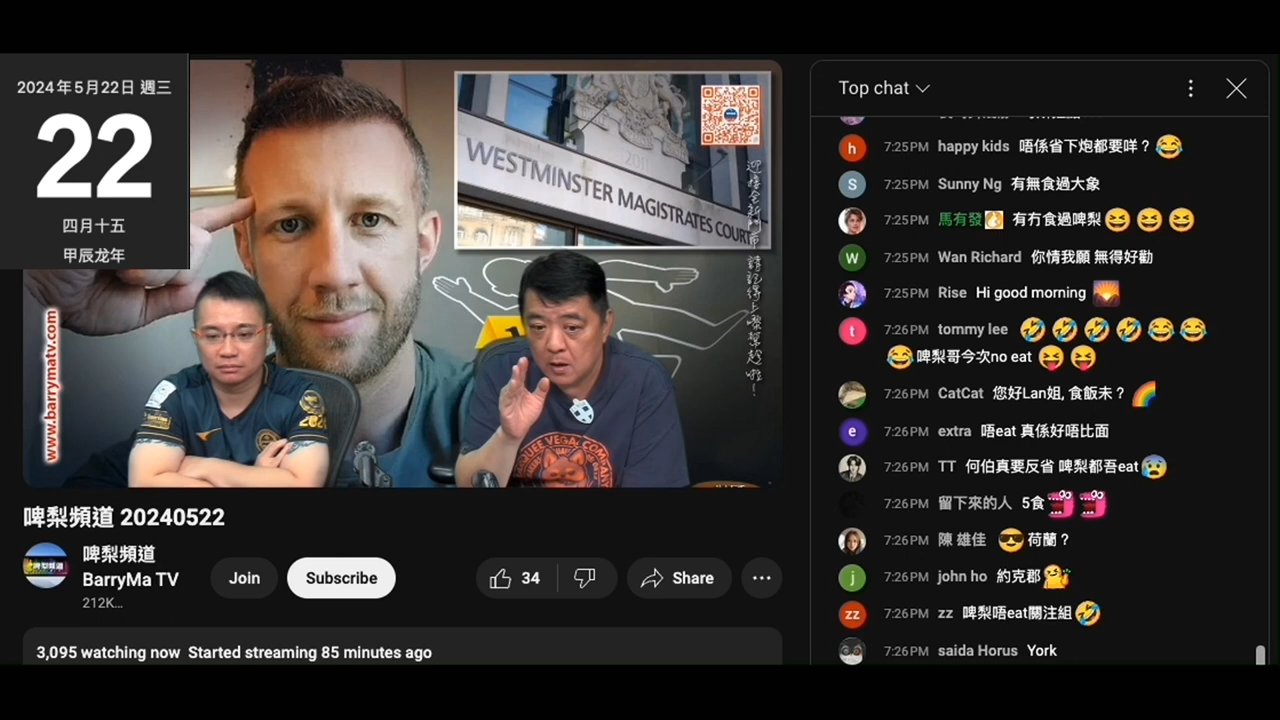 2024年5月22日 週三
22
四月十五
甲辰龙年
WESTMINSTER MAGISTRATES COURT
2011
www.barrymatv.com
啤梨頻道 20240522
啤梨頻道
BarryMa TV
212K...
Join
Subscribe
34
Share
3,095 watching now Started streaming 85 minutes ago
Top chat
7:25PM happy kids 唔係省下炮都要咩？😂
7:25PM Sunny Ng 有無食過大象
7:25PM 馬有發 有冇食過啤梨😆😆😆
7:25PM Wan Richard 你情我願 無得好勸
7:25PM Rise Hi good morning 🌅
7:26PM tommy lee 🤣🤣🤣🤣😂😂
😂啤梨哥今次no eat 😝😝
7:26PM CatCat 您好Lan姐, 食飯未？🌈
7:26PM extra 唔eat 真係好唔比面
7:26PM TT 何伯真要反省 啤梨都吾eat😰
7:26PM 留下來的人 5食
7:26PM 陳 雄佳 😎荷蘭？
7:26PM john ho 約克郡
7:26PM zz 啤梨唔eat關注組🤣
7:26PM saida Horus York